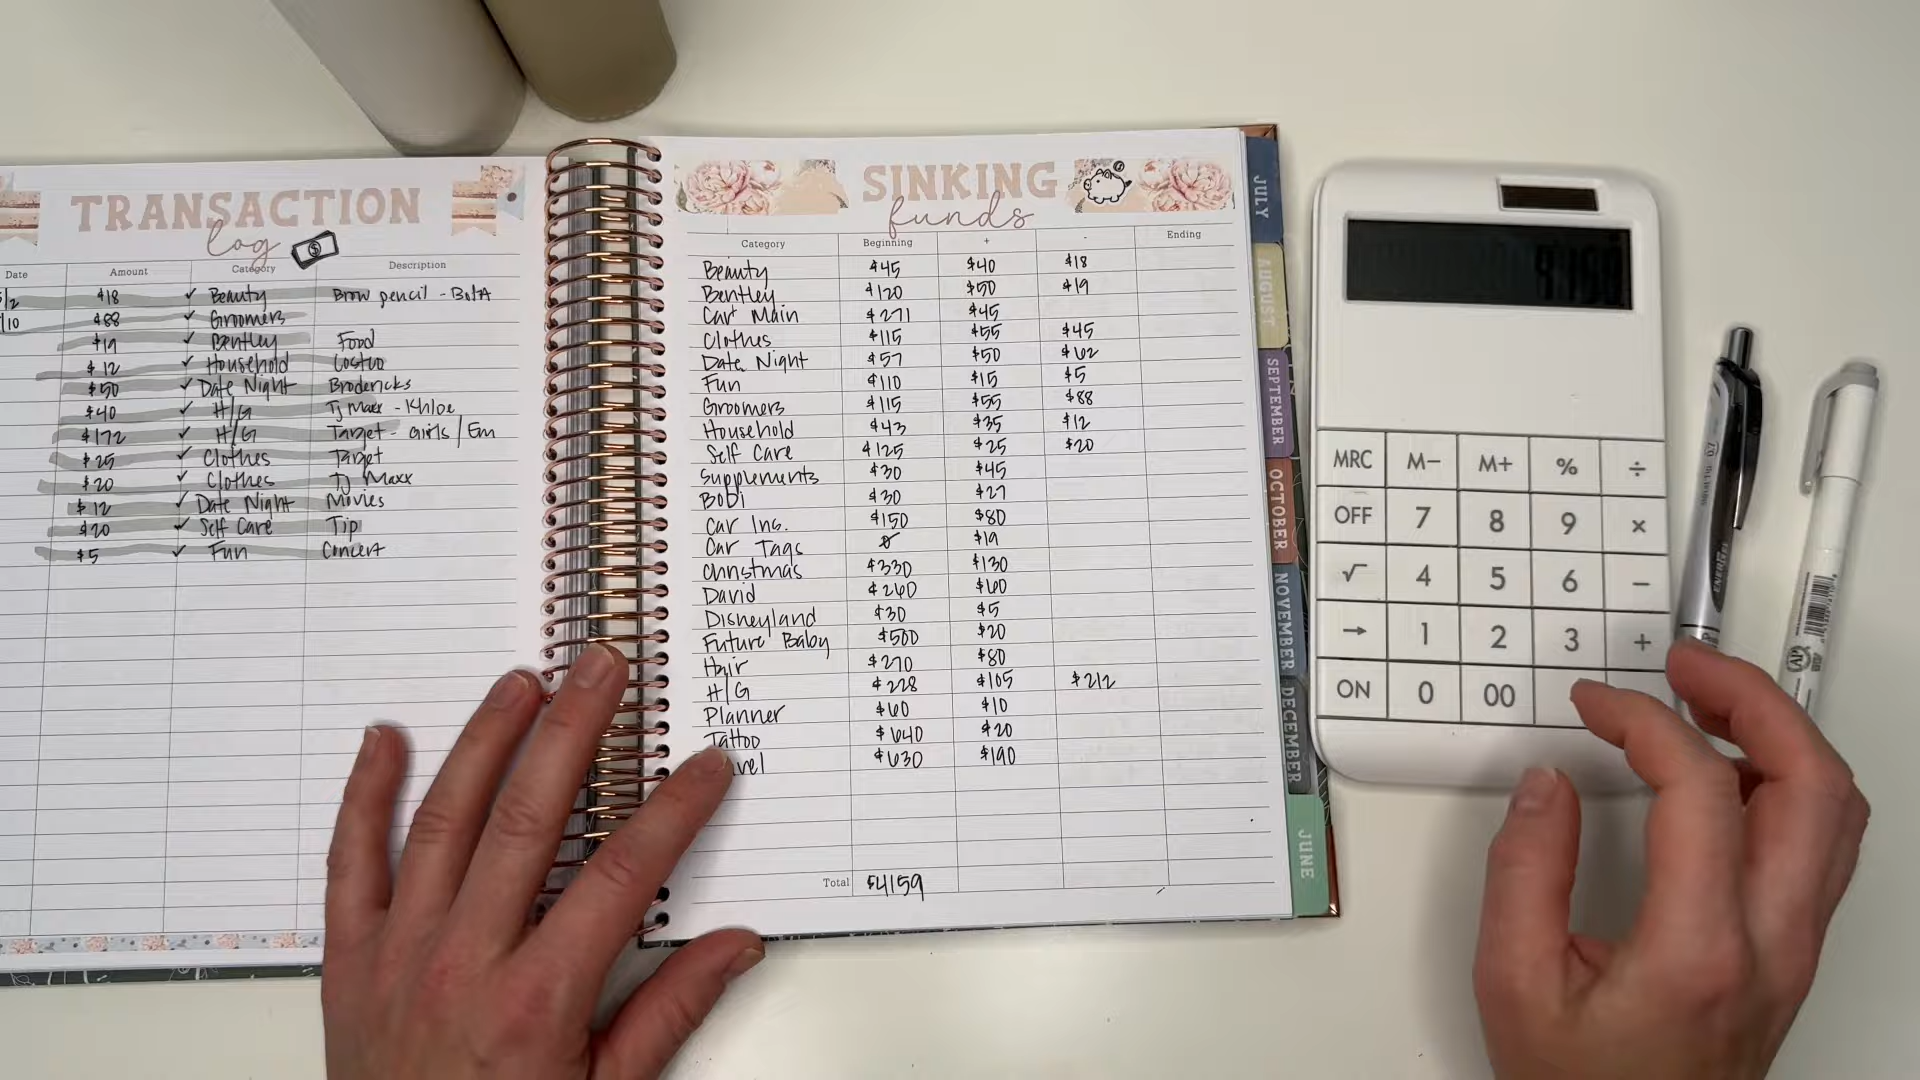 TRANSACTION
log
Date Amount Category Description
$18 ✓ Beauty Brow pencil -
/10 $88 ✓ Groomers
$19 ✓ Bentley Food
$12 ✓ Household Costco
$50 ✓ Date Night Brodericks
$40 ✓ H/G TJ Maxx - Khloe
$172 ✓ H/G Target - Girls / Em
$25 ✓ Clothes Target
$20 ✓ Clothes TJ Maxx
$12 ✓ Date Night Movies
$20 ✓ Self Care Tip
$5 ✓ Fun Concert
SINKING
funds
Category Beginning + - Ending
Beauty $45 $40 $18
Bentley $120 $50 $19
Car Main $271 $45
Clothes $115 $55 $45
Date Night $57 $50 $62
Fun $110 $15 $5
Groomers $115 $55 $88
Household $43 $35 $12
Self Care $125 $25 $20
Supplements $30 $45
Bobi $30 $27
Car Ins. $150 $80
Car Tags $19
Christmas $330 $130
David $260 $60
Disneyland $30 $5
Future Baby $500 $20
Hair $270 $80
H/G $228 $105 $212
Planner $60 $10
Tattoo $640 $20
vel $630 $190
Total $4159
JULY
AUGUST
SEPTEMBER
OCTOBER
NOVEMBER
DECEMBER
JUNE
MRC M− M+ % ÷
OFF 7 8 9 ×
√ 4 5 6 −
→ 1 2 3 +
ON 0 00
ENERGEL
AP